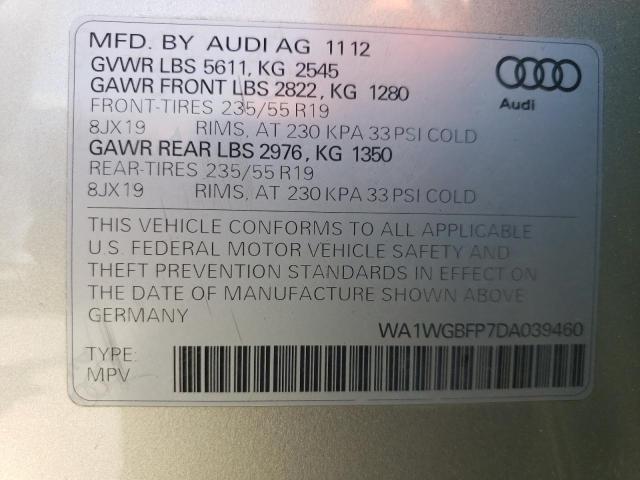 MFD. BY AUDI AG 11 12
GVWR LBS 5611, KG 2545
GAWR FRONT LBS 2822, KG 1280
FRONT-TIRES 235/55 R19
8JX19 RIMS, AT 230 KPA 33 PSI COLD
GAWR REAR LBS 2976, KG 1350
REAR-TIRES 235/55 R19
8JX19 RIMS, AT 230 KPA 33 PSI COLD
Audi
THIS VEHICLE CONFORMS TO ALL APPLICABLE
U.S. FEDERAL MOTOR VEHICLE SAFETY AND
THEFT PREVENTION STANDARDS IN EFFECT ON
THE DATE OF MANUFACTURE SHOWN ABOVE.
GERMANY
WA1WGBFP7DA039460
TYPE:
MPV